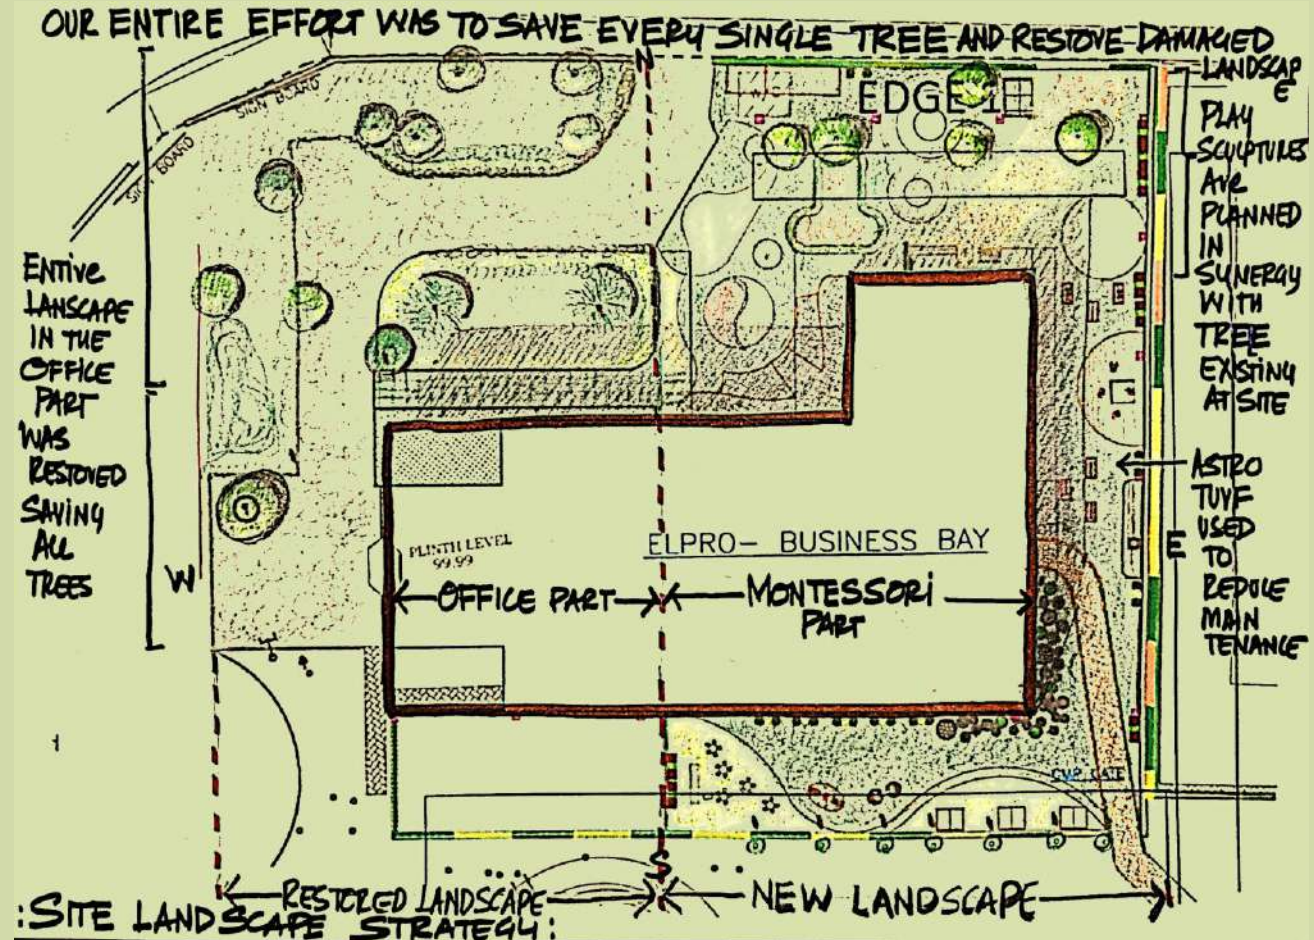 OUR ENTIRE EFFORT WAS TO SAVE EVERY SINGLE TREE AND RESTOVE DAMAGED
LANDSCAP
E
N
SIGN BOARD
SIGN BOARD
EDGE
PLAY
SCULPTURES
Are
PLANNED
IN
SYNERGY
WITH
TREE
EXISTING
AT SITE
ENTIVE
LANSCAPE
IN THE
OFFICE
PART
WAS
RESTOVED
SAVING
ALL
TREES
W
ASTRO
TUVF
USED
TO
REDUCE
MAIN
TENANCE
E
PLINTH LEVEL
99.99
ELPRO- BUSINESS BAY
OFFICE PART
MONTESSORi
PART
S
RESTORED LANDSCAPE
NEW LANDSCAPE
:SITE LANDSCAPE STRATEGY: